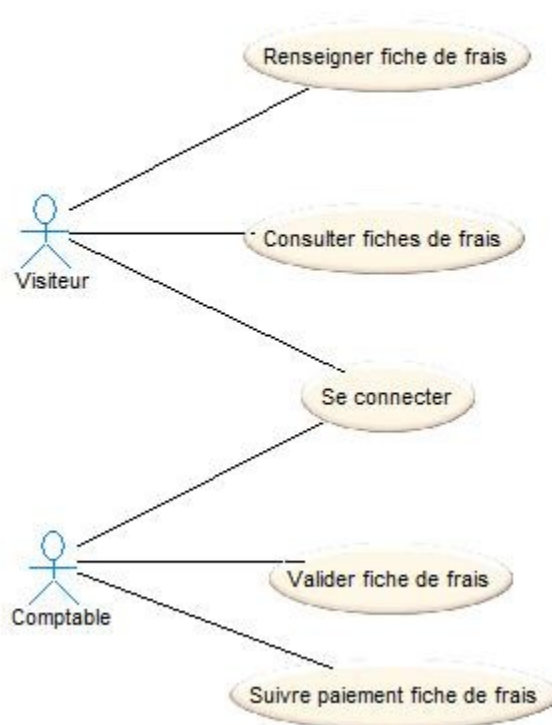 Renseigner fiche de frais
Consulter fiches de frais
Visiteur
Se connecter
Valider fiche de frais
Comptable
Suivre paiement fiche de frais